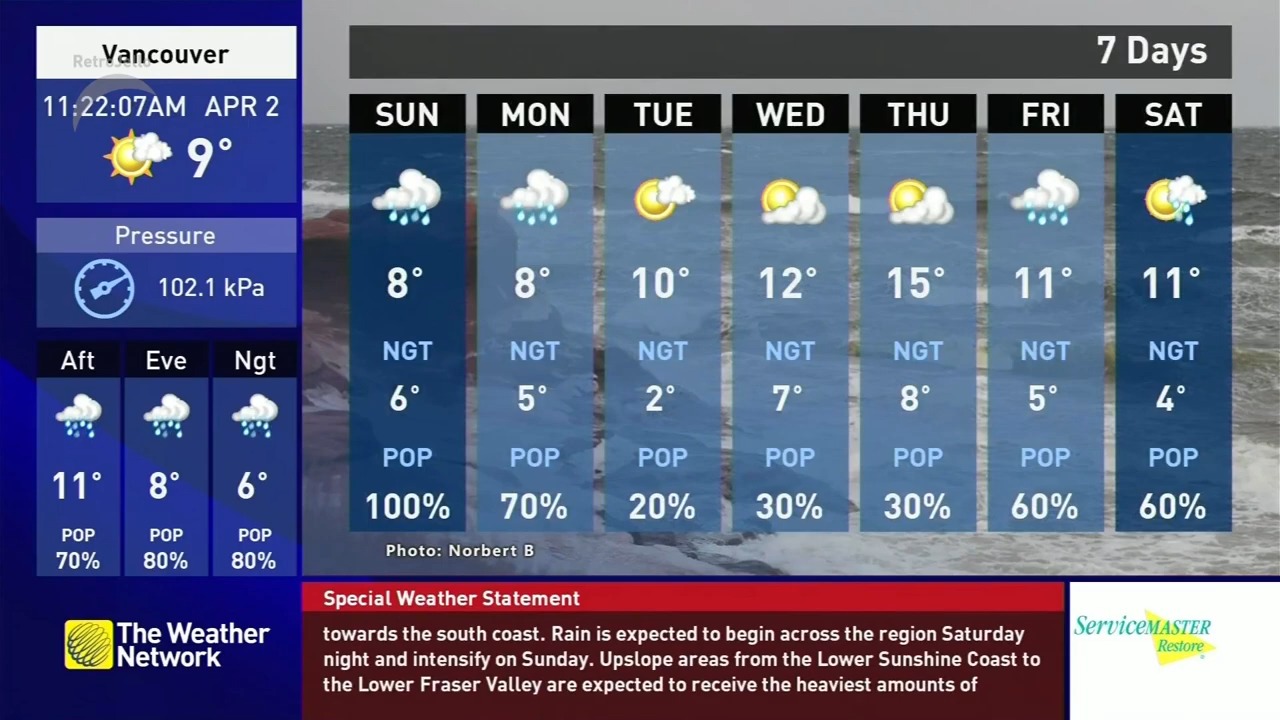 Vancouver
RetroJello
11:22:07AM APR 2
9°
Pressure
102.1 kPa
Aft Eve Ngt
11° 8° 6°
POP POP POP
70% 80% 80%
The Weather
Network
7 Days
SUN MON TUE WED THU FRI SAT
8° 8° 10° 12° 15° 11° 11°
NGT NGT NGT NGT NGT NGT NGT
6° 5° 2° 7° 8° 5° 4°
POP POP POP POP POP POP POP
100% 70% 20% 30% 30% 60% 60%
Photo: Norbert B
Special Weather Statement
towards the south coast. Rain is expected to begin across the region Saturday
night and intensify on Sunday. Upslope areas from the Lower Sunshine Coast to
the Lower Fraser Valley are expected to receive the heaviest amounts of
ServiceMASTER
Restore